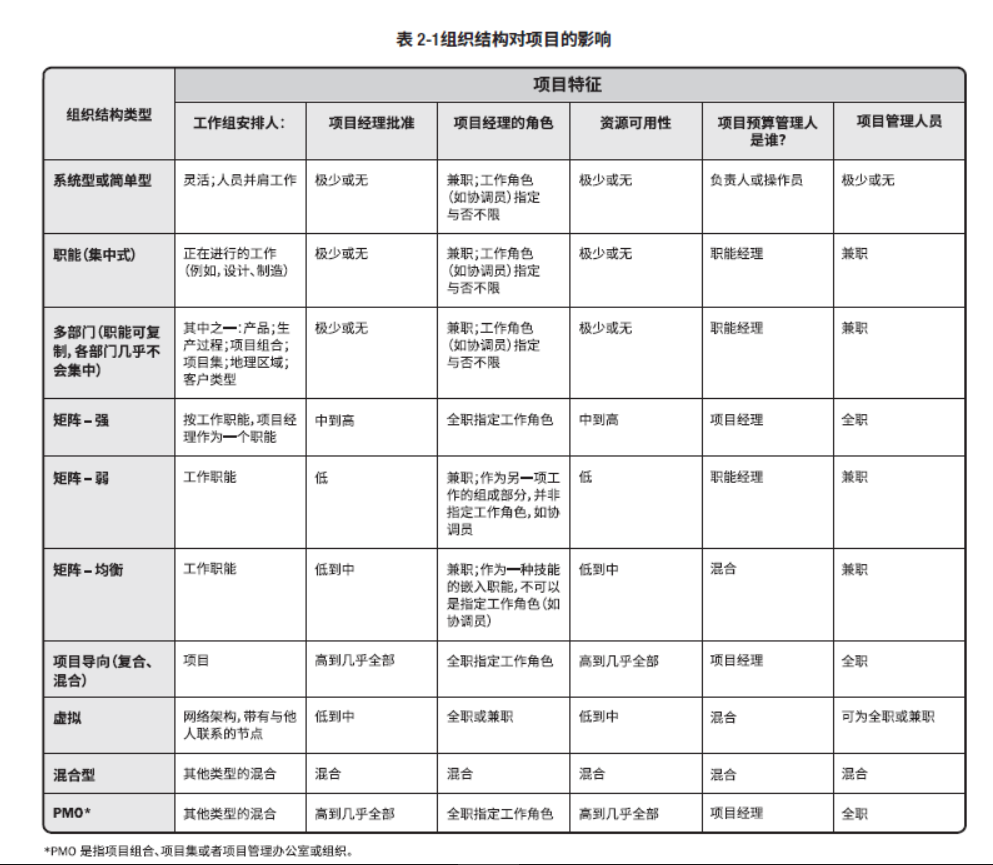 表 2-1组织结构对项目的影响
组织结构类型
项目特征
工作组安排人：
项目经理批准
项目经理的角色
资源可用性
项目预算管理人
是谁？
项目管理人员
系统型或简单型
灵活；人员并肩工作
极少或无
兼职；工作角色
（如协调员）指定
与否不限
极少或无
负责人或操作员
极少或无
职能（集中式）
正在进行的工作
（例如，设计、制造）
极少或无
兼职；工作角色
（如协调员）指定
与否不限
极少或无
职能经理
兼职
多部门（职能可复
制，各部门几乎不
会集中）
其中之一：产品；生
产过程；项目组合；
项目集；地理区域；
客户类型
极少或无
兼职；工作角色
（如协调员）指定
与否不限
极少或无
职能经理
兼职
矩阵 – 强
按工作职能，项目经
理作为一个职能
中到高
全职指定工作角色
中到高
项目经理
全职
矩阵 – 弱
工作职能
低
兼职；作为另一项工
作的组成部分，并非
指定工作角色，如协
调员
低
职能经理
兼职
矩阵 – 均衡
工作职能
低到中
兼职；作为一种技能
的嵌入职能，不可以
是指定工作角色（如
协调员）
低到中
混合
兼职
项目导向（复合、
混合）
项目
高到几乎全部
全职指定工作角色
高到几乎全部
项目经理
全职
虚拟
网络架构，带有与他
人联系的节点
低到中
全职或兼职
低到中
混合
可为全职或兼职
混合型
其他类型的混合
混合
混合
混合
混合
混合
PMO*
其他类型的混合
高到几乎全部
全职指定工作角色
高到几乎全部
项目经理
全职
*PMO 是指项目组合、项目集或者项目管理办公室或组织。